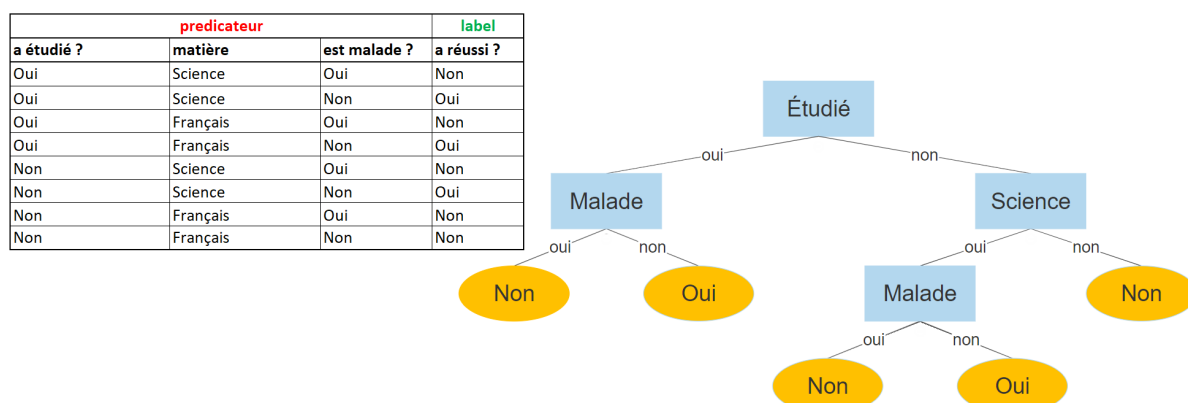 predicateur label
a étudié ? matière est malade ? a réussi ?
Oui Science Oui Non
Oui Science Non Oui
Oui Français Oui Non
Oui Français Non Oui
Non Science Oui Non
Non Science Non Oui
Non Français Oui Non
Non Français Non Non
Étudié
oui non
Malade Science
oui non oui non
Non Oui Malade Non
oui non
Non Oui